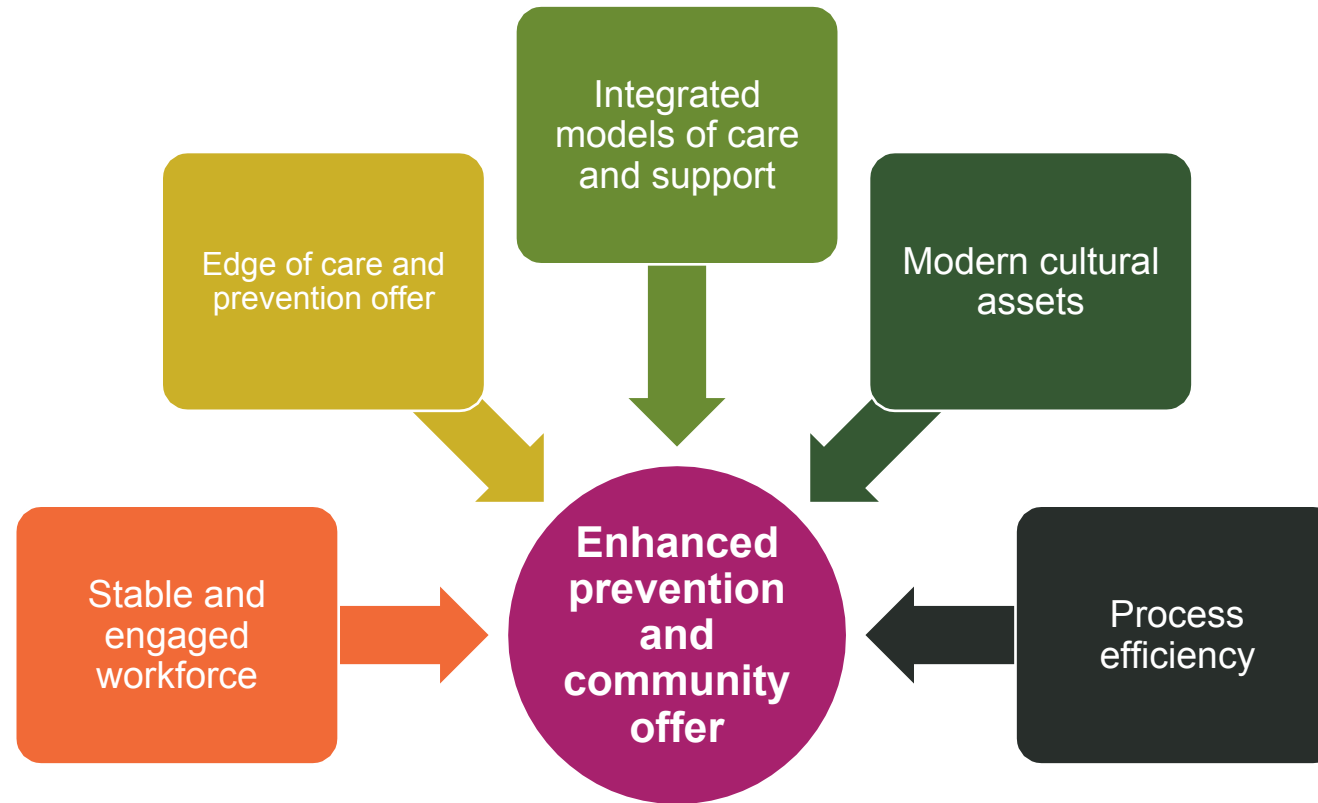 Integrated
models of care
and support
Edge of care and
prevention offer
Modern cultural
assets
Stable and
engaged
workforce
Enhanced
prevention
and
community
offer
Process
efficiency